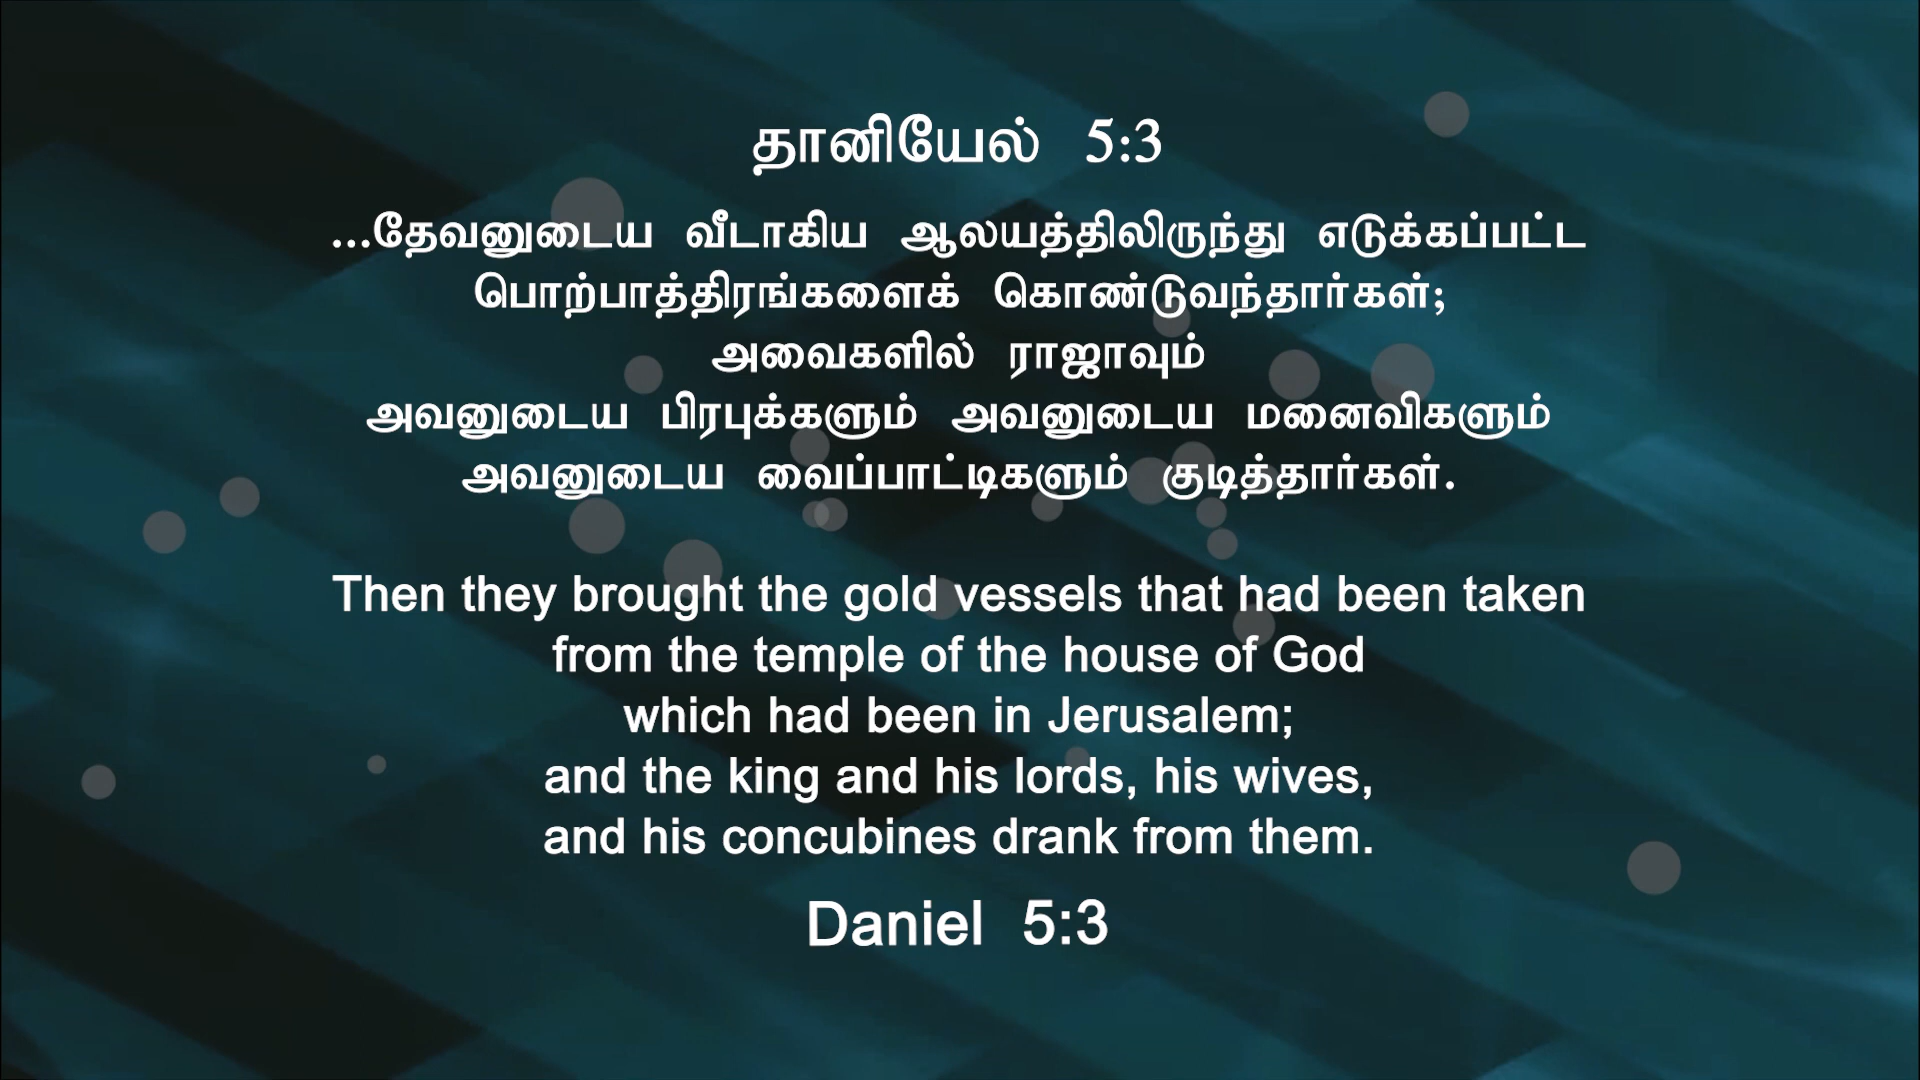 தானியேல் 5:3
...தேவனுடைய வீடாகிய ஆலயத்திலிருந்து எடுக்கப்பட்ட
பொற்பாத்திரங்களைக் கொண்டுவந்தார்கள்;
அவைகளில் ராஜாவும்
அவனுடைய பிரபுக்களும் அவனுடைய மனைவிகளும்
அவனுடைய வைப்பாட்டிகளும் குடித்தார்கள்.
Then they brought the gold vessels that had been taken
from the temple of the house of God
which had been in Jerusalem;
and the king and his lords, his wives,
and his concubines drank from them.
Daniel 5:3